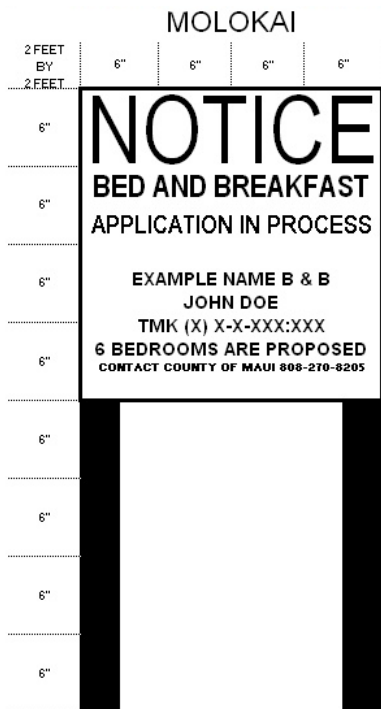 MOLOKAI
2 FEET
BY
2 FEET
6" 6" 6" 6"
6"
NOTICE
6"
BED AND BREAKFAST
APPLICATION IN PROCESS
6"
EXAMPLE NAME B & B
JOHN DOE
TMK (X) X-X-XXX:XXX
6"
6 BEDROOMS ARE PROPOSED
CONTACT COUNTY OF MAUI 808-270-8205
6"
6"
6"
6"